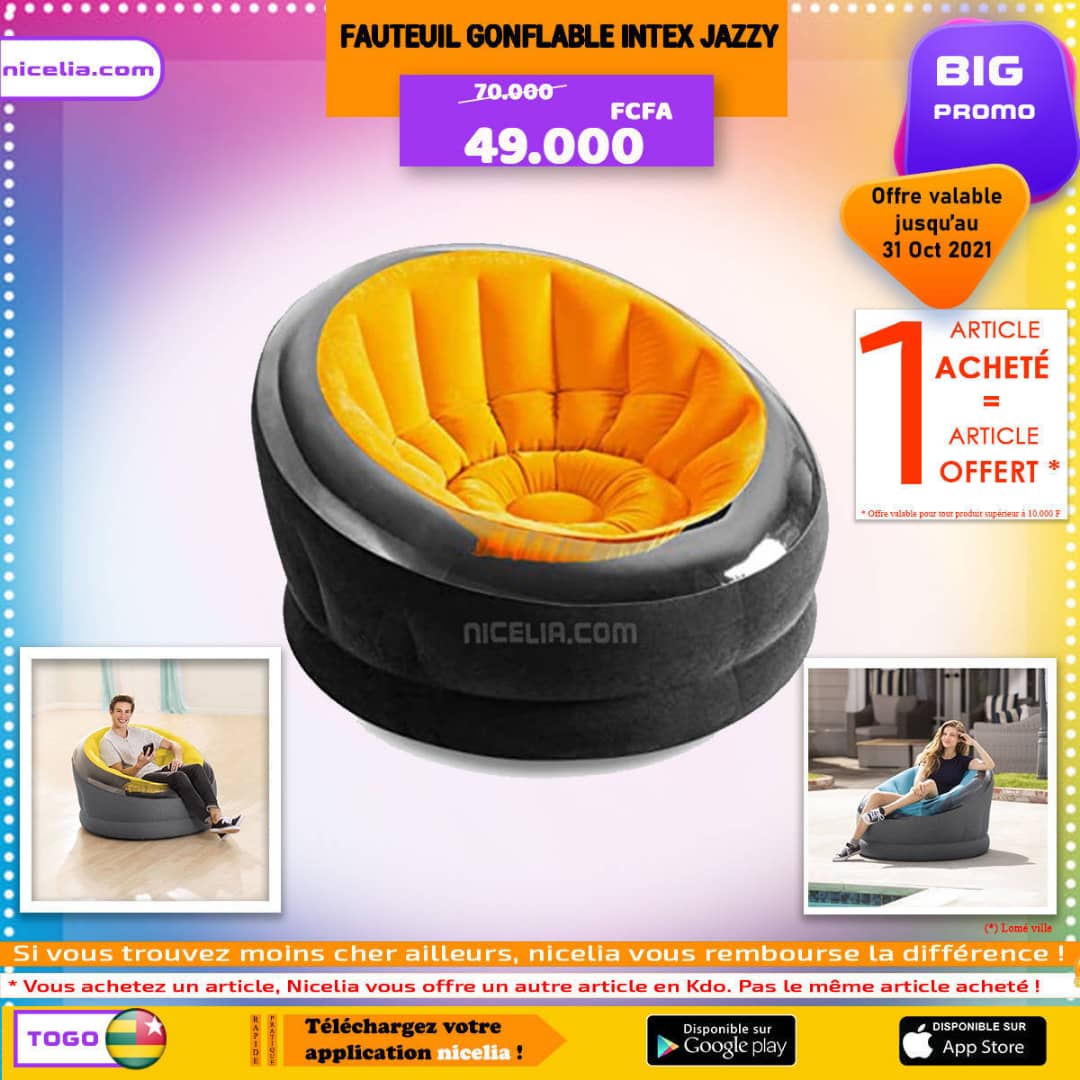 FAUTEUIL GONFLABLE INTEX JAZZY
nicelia.com
70.000
FCFA
49.000
BIG
PROMO
Offre valable
jusqu'au
31 Oct 2021
1
ARTICLE
ACHETÉ
=
ARTICLE
OFFERT *
* Offre valable pour tout produit supérieur à 10.000 F
NICELIA.COM
(*) Lomé ville
Si vous trouvez moins cher ailleurs, nicelia vous rembourse la différence !
* Vous achetez un article, Nicelia vous offre un autre article en Kdo. Pas le même article acheté !
TOGO
RAPIDE
PRATIQUE
Téléchargez votre
application nicelia !
Disponible sur
Google play
DISPONIBLE SUR
App Store